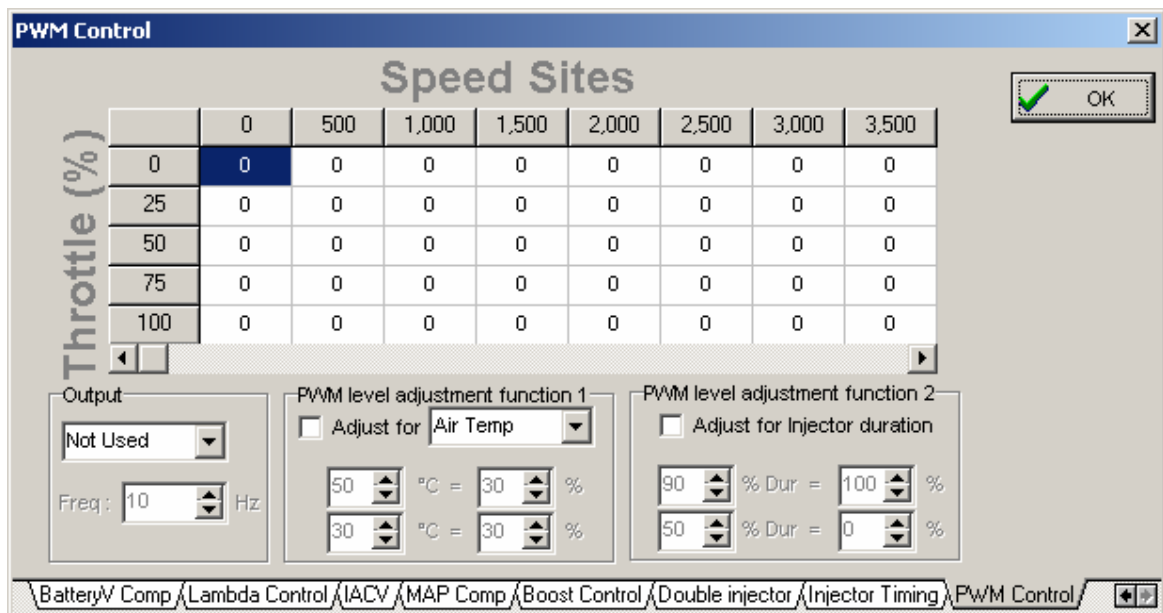 PWM Control
Speed Sites
OK
Throttle (%)
0 500 1,000 1,500 2,000 2,500 3,000 3,500
0 0 0 0 0 0 0 0 0
25 0 0 0 0 0 0 0 0
50 0 0 0 0 0 0 0 0
75 0 0 0 0 0 0 0 0
100 0 0 0 0 0 0 0 0
Output
Not Used
Freq : 10 Hz
PWM level adjustment function 1
Adjust for Air Temp
50 °C = 30 %
30 °C = 30 %
PWM level adjustment function 2
Adjust for Injector duration
90 % Dur = 100 %
50 % Dur = 0 %
BatteryV Comp Lambda Control IACV MAP Comp Boost Control Double injector Injector Timing PWM Control